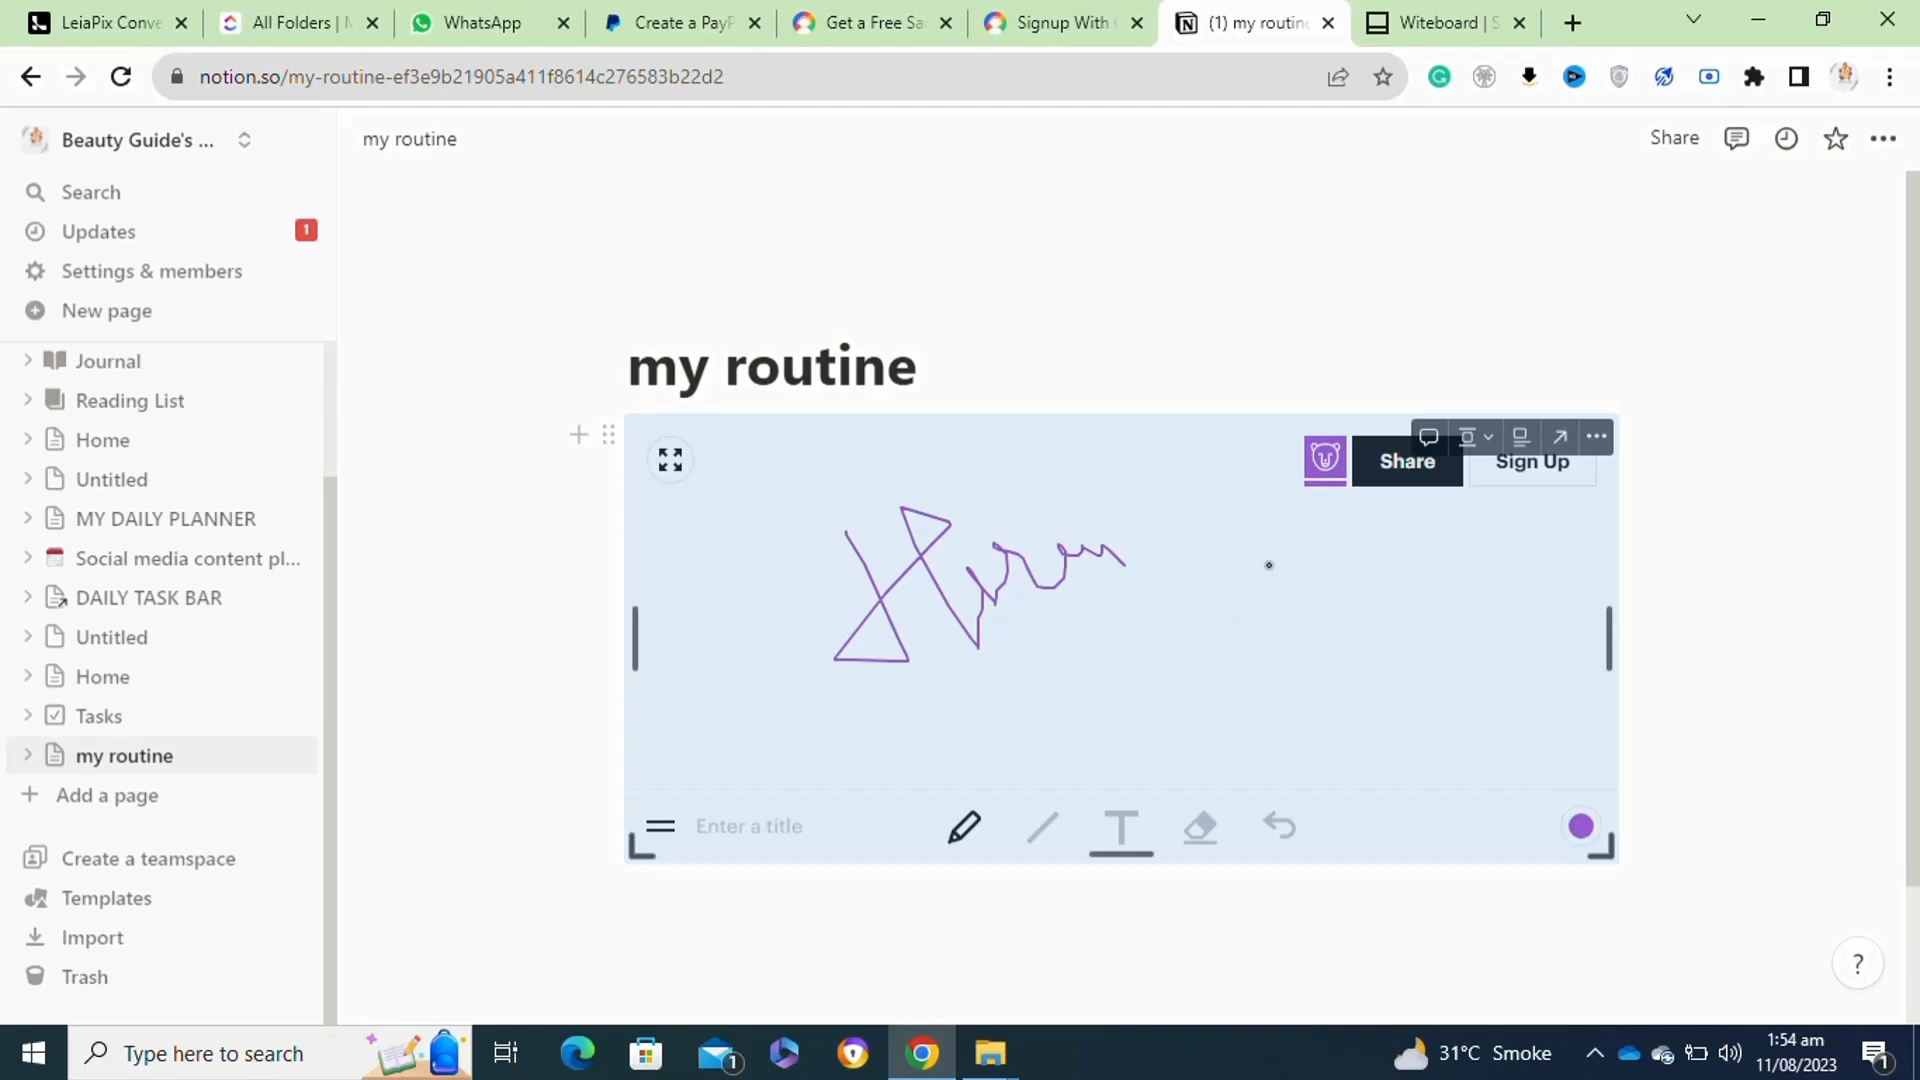 LeiaPix Conve
All Folders | N
WhatsApp
Create a PayP
Get a Free Sa
Signup With
(1) my routine
Witeboard | S
notion.so/my-routine-ef3e9b21905a411f8614c276583b22d2
Beauty Guide's ...
my routine
Share
Search
Updates
1
Settings & members
New page
Journal
Reading List
Home
Untitled
MY DAILY PLANNER
Social media content pl...
DAILY TASK BAR
Untitled
Home
Tasks
my routine
Add a page
Create a teamspace
Templates
Import
Trash
my routine
Share
Sign Up
Enter a title
T
?
Type here to search
1
31°C Smoke
1:54 am
11/08/2023
1